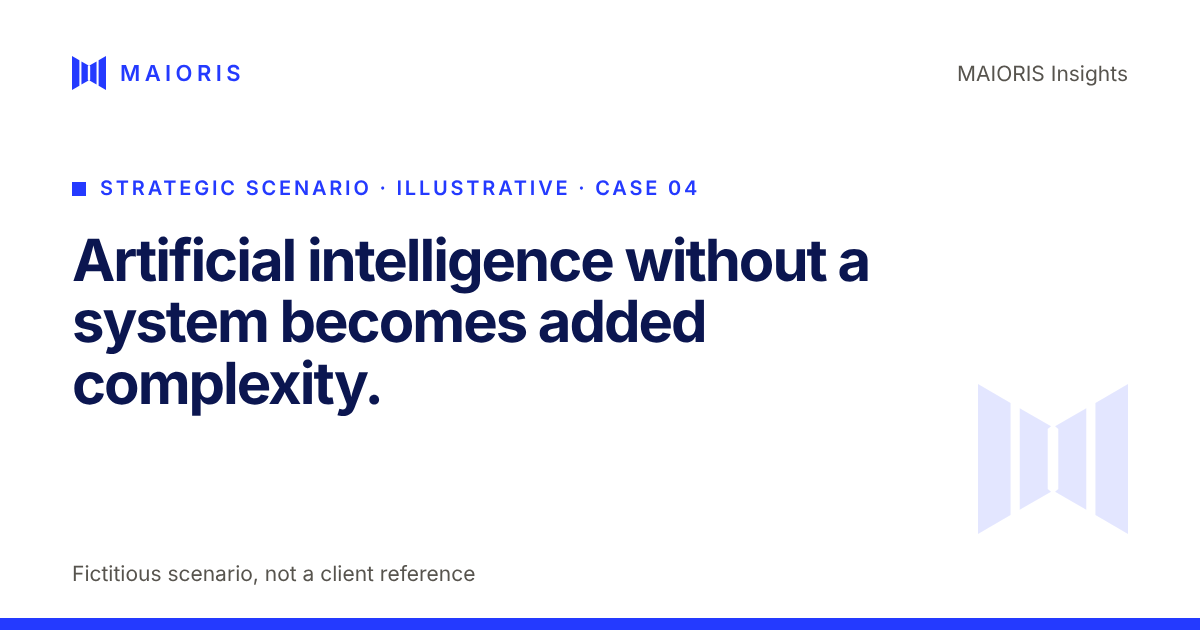 MAIORIS
MAIORIS Insights
STRATEGIC SCENARIO · ILLUSTRATIVE · CASE 04
Artificial intelligence without a
system becomes added
complexity.
Fictitious scenario, not a client reference